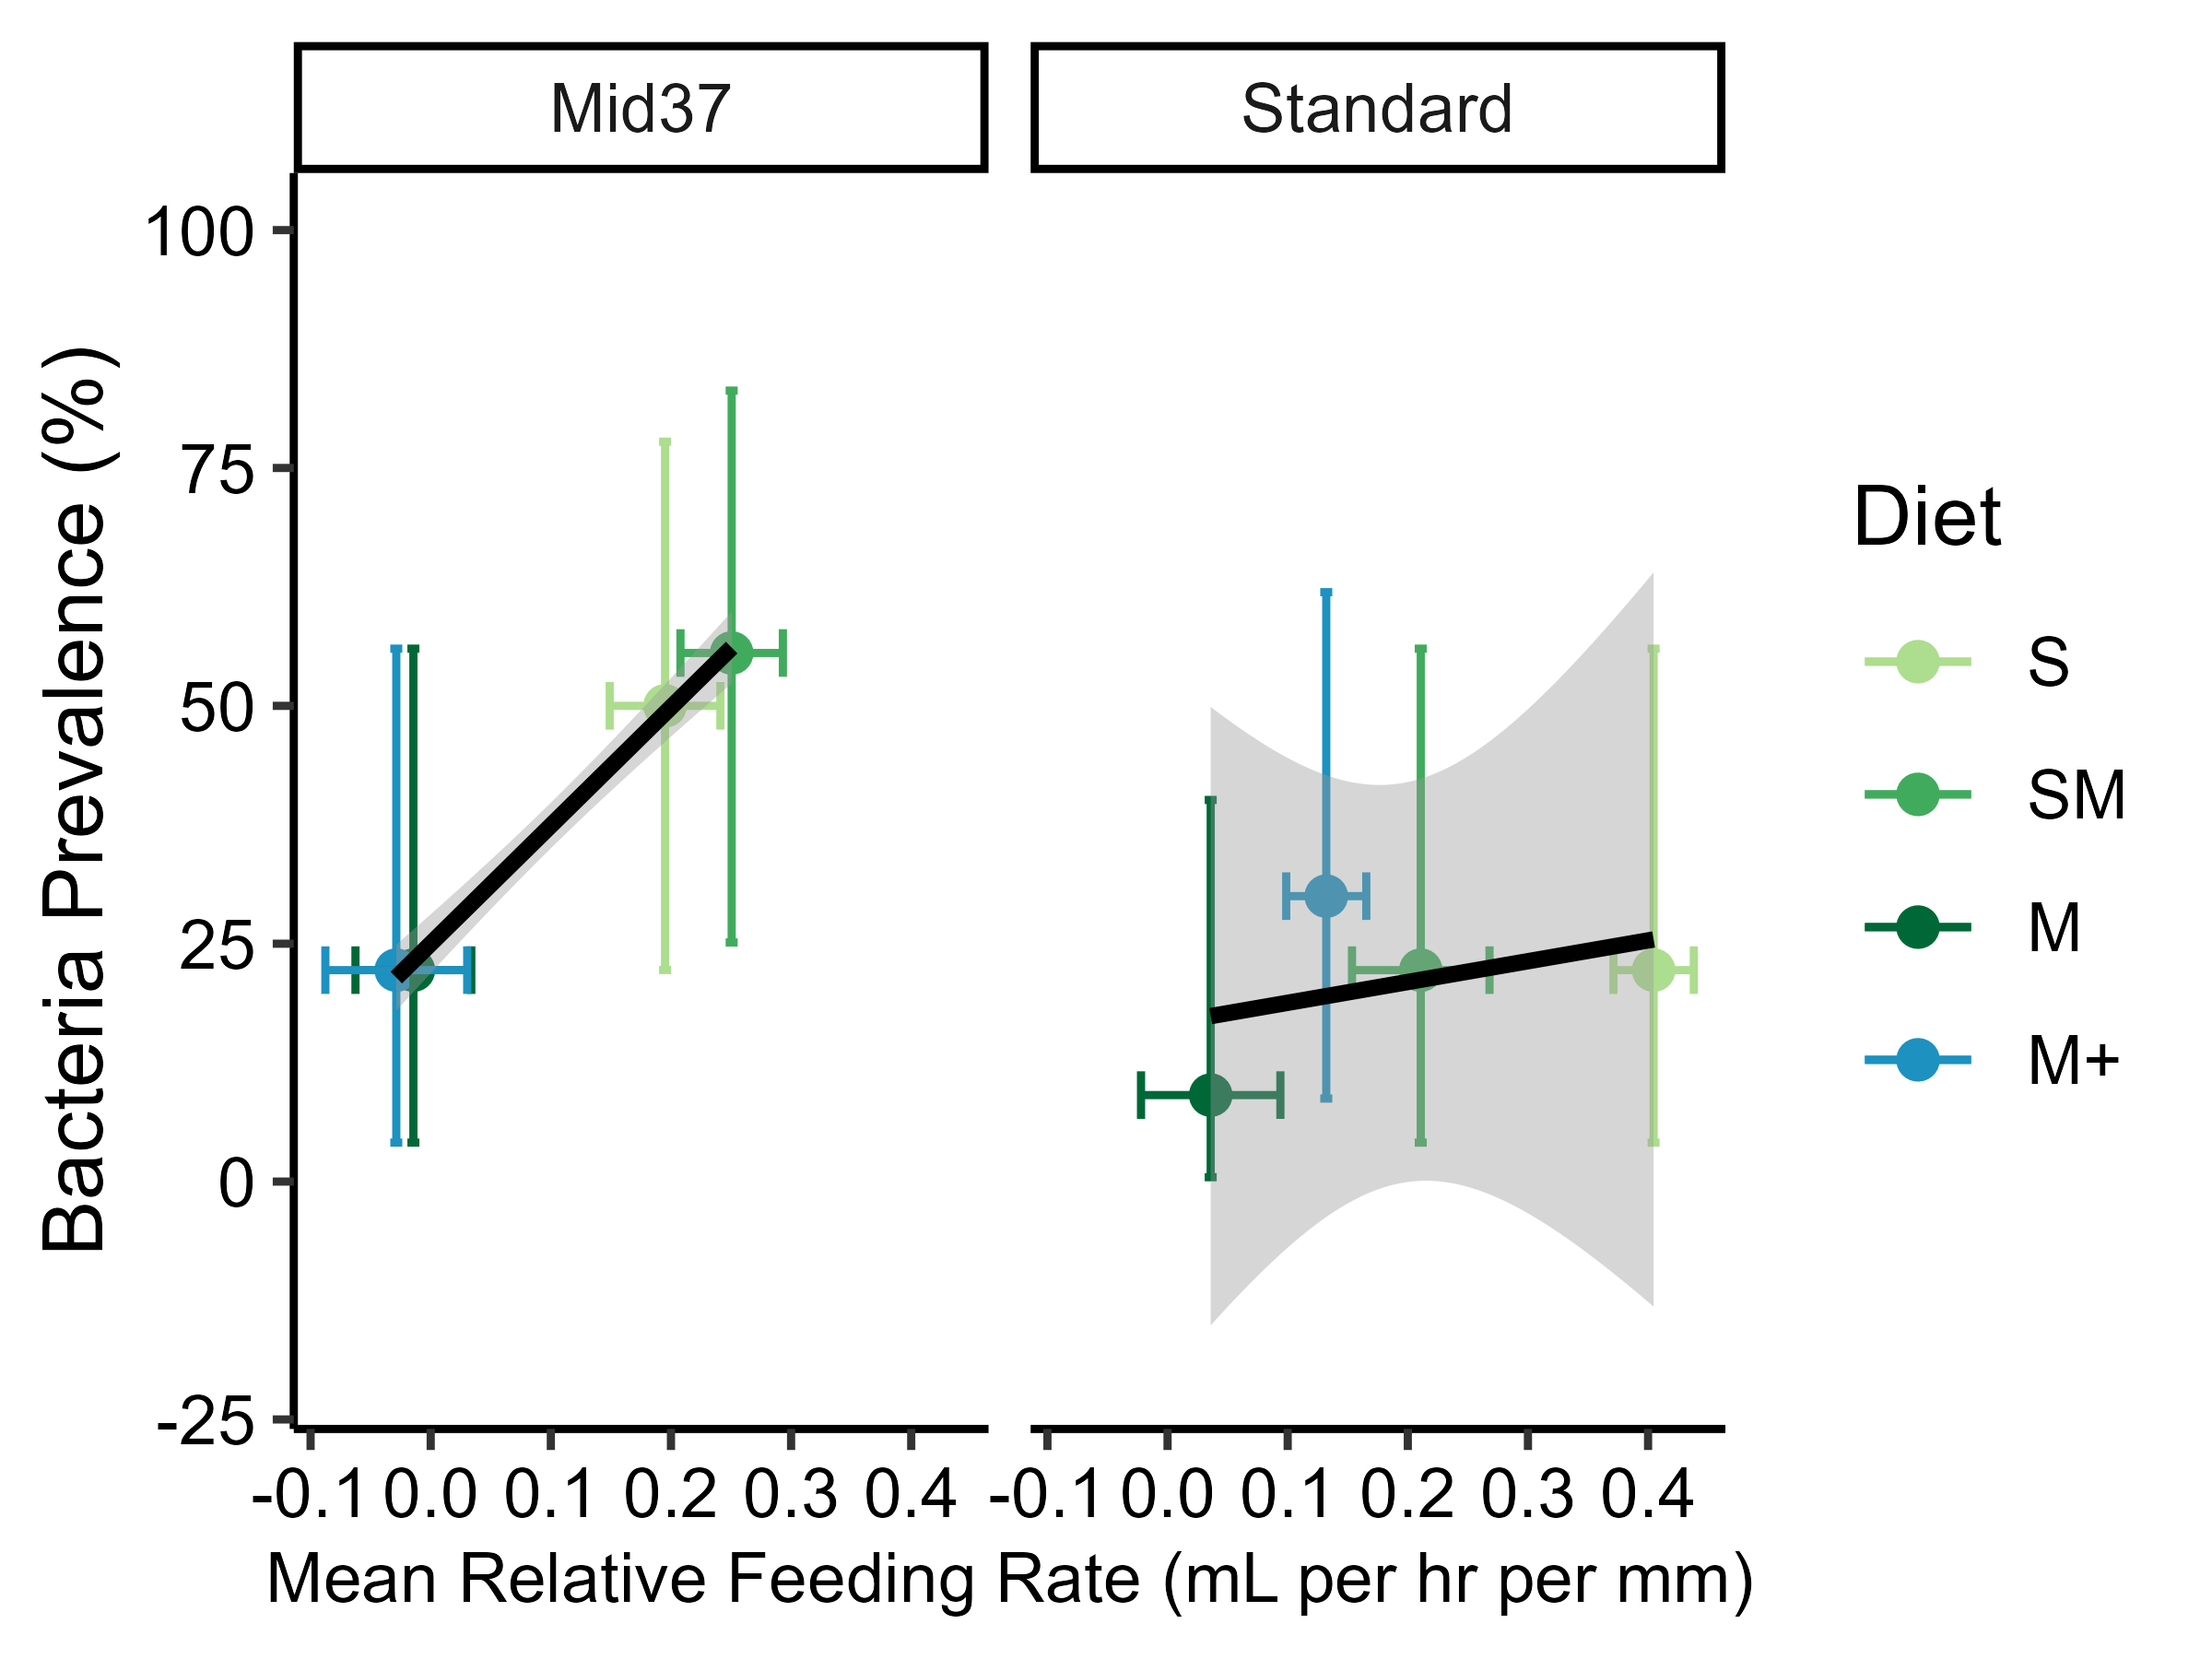 Mid37
Standard
100
75
50
25
0
-25
Bacteria Prevalence (%)
-0.1 0.0 0.1 0.2 0.3 0.4
-0.1 0.0 0.1 0.2 0.3 0.4
Mean Relative Feeding Rate (mL per hr per mm)
Diet
S
SM
M
M+